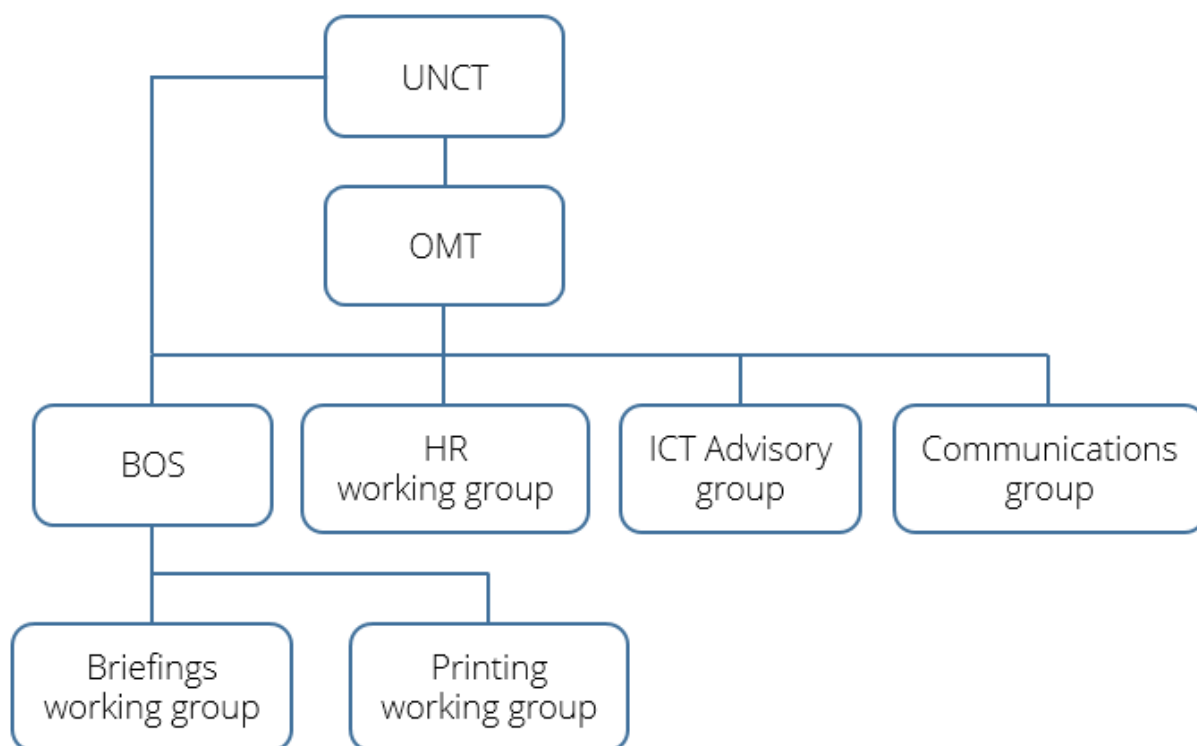 UNCT
OMT
BOS
HR
working group
ICT Advisory
group
Communications
group
Briefings
working group
Printing
working group